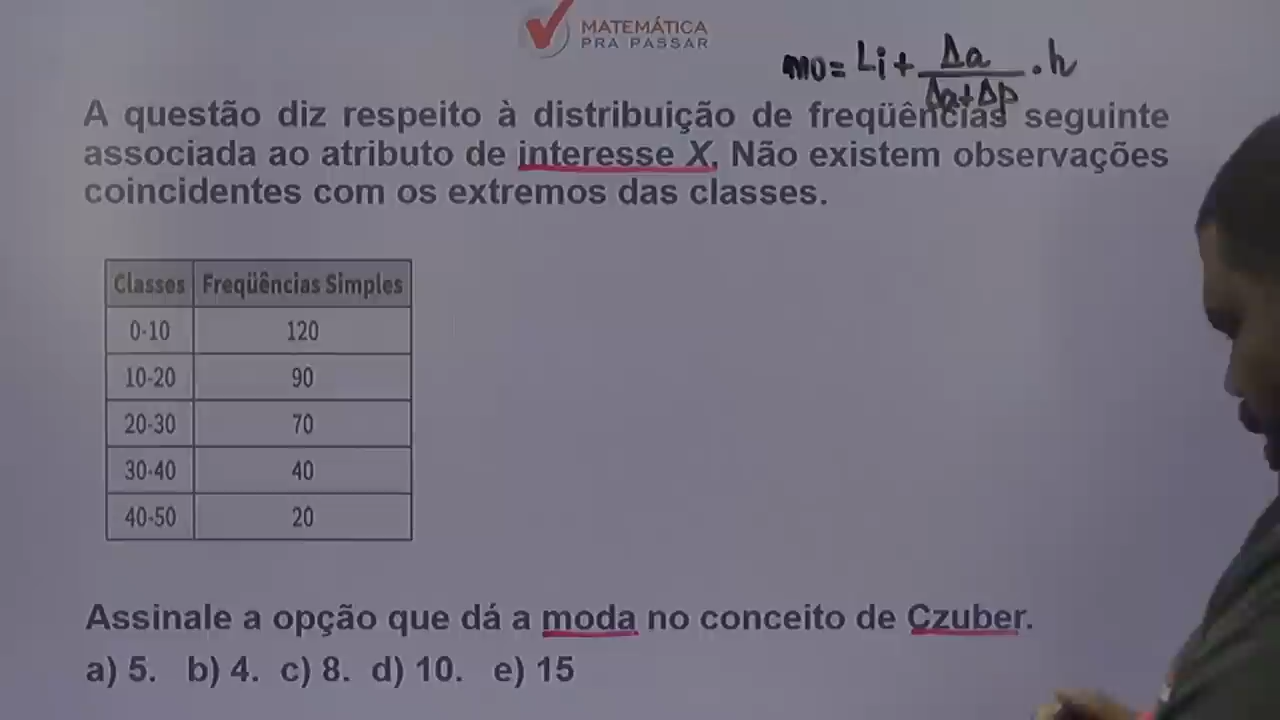 MATEMÁTICA
PRA PASSAR
mo = Li + Δa / Δa+Δp . h
A questão diz respeito à distribuição de freqüências seguinte
associada ao atributo de interesse X. Não existem observações
coincidentes com os extremos das classes.
Classes Freqüências Simples
0-10 120
10-20 90
20-30 70
30-40 40
40-50 20
Assinale a opção que dá a moda no conceito de Czuber.
a) 5. b) 4. c) 8. d) 10. e) 15